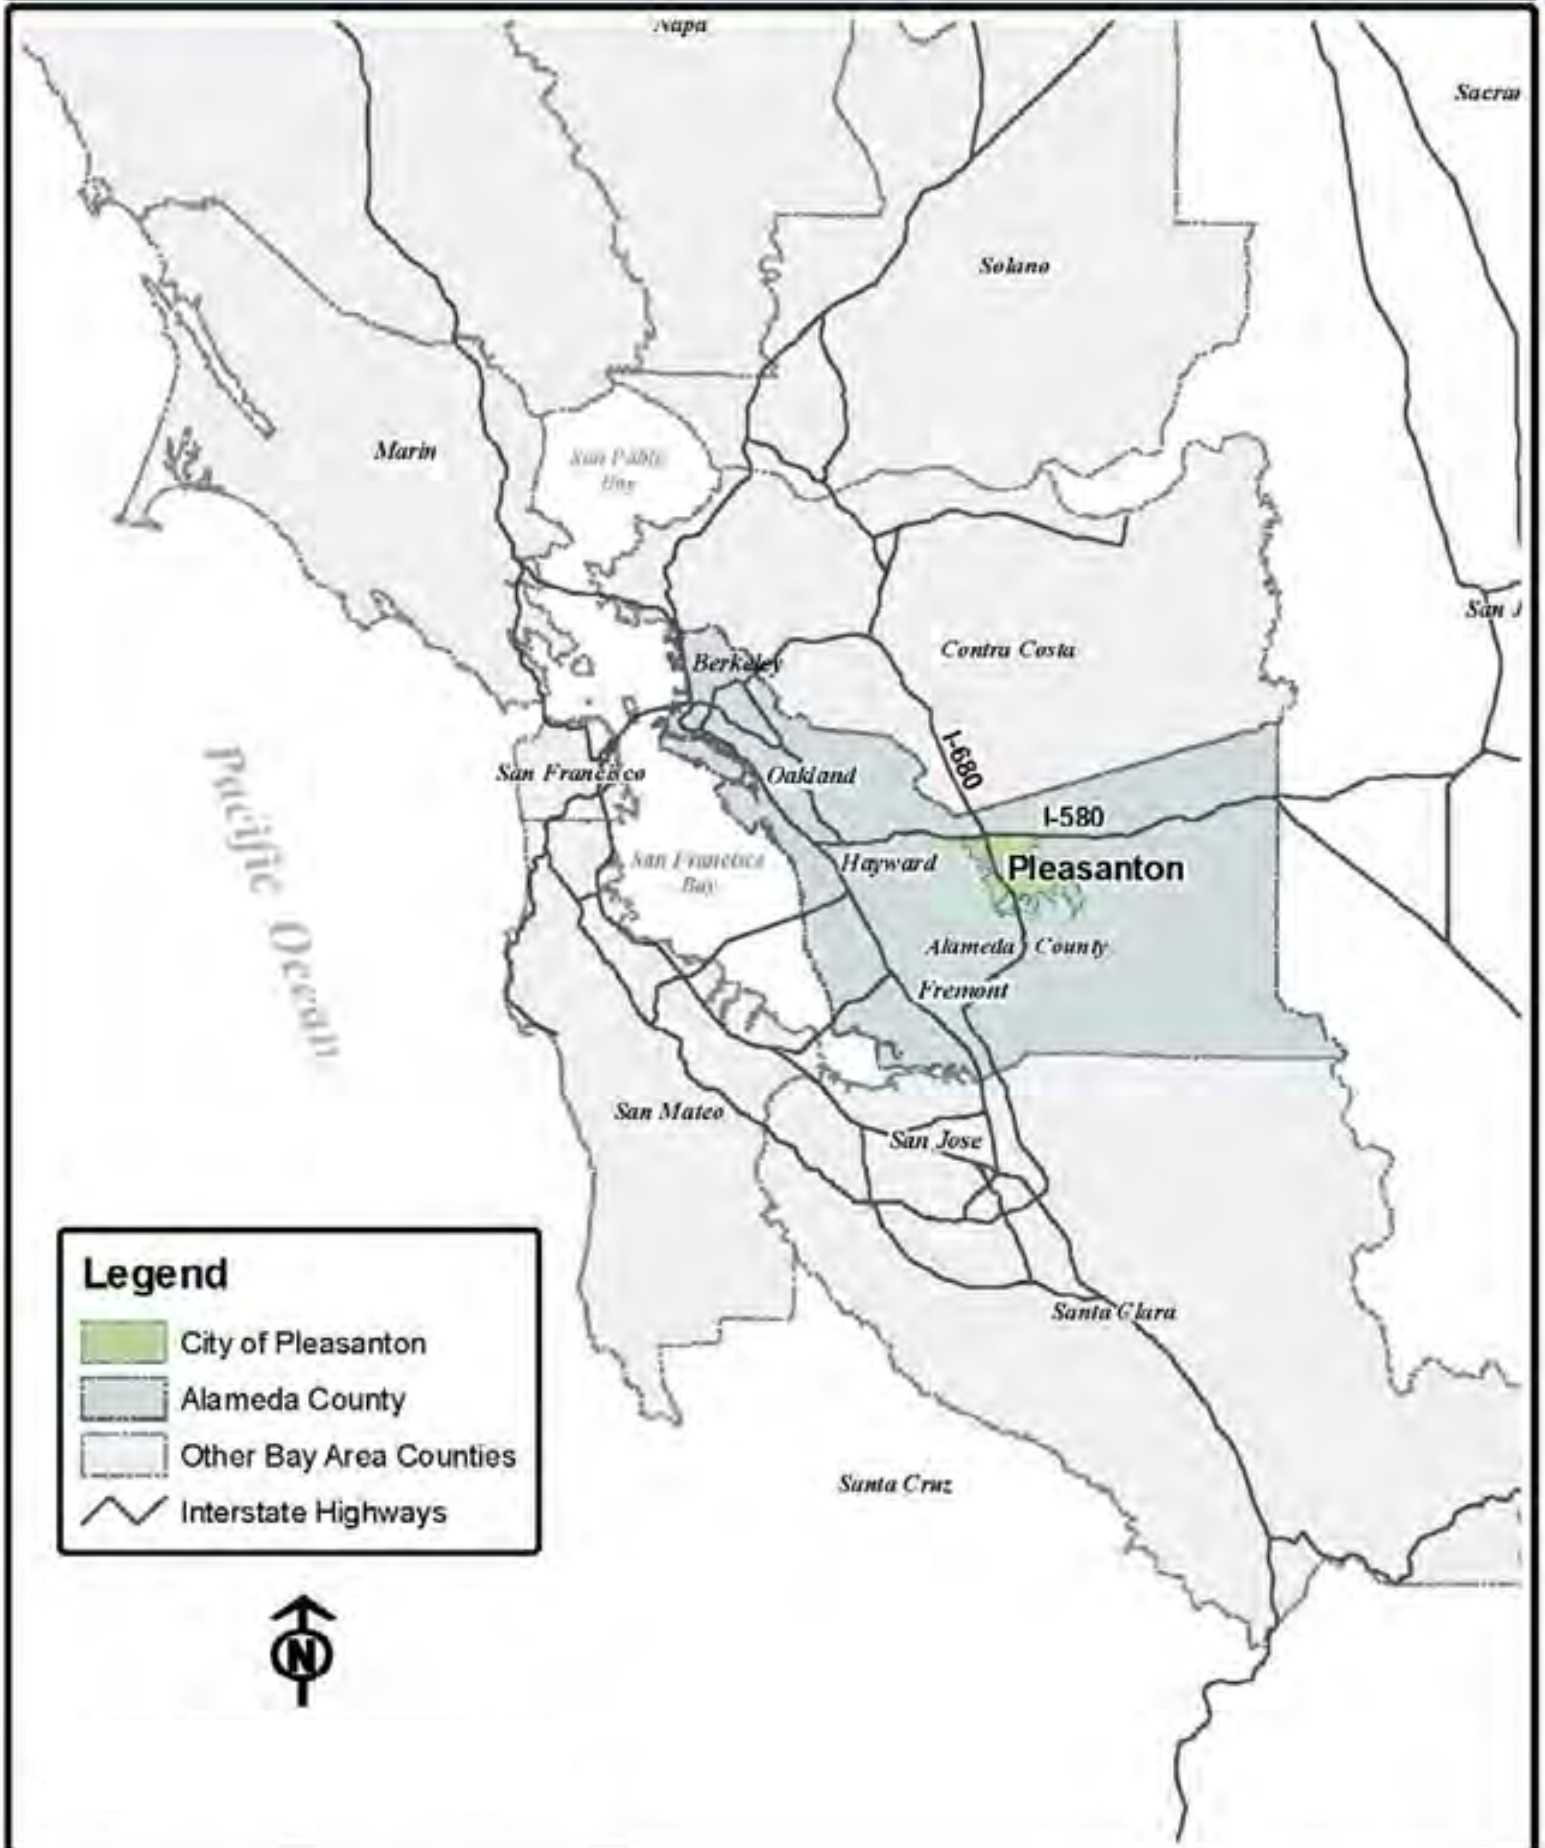 Napa
Sacra
Solano
Marin
San Pablo
Bay
San J
Contra Costa
Berkeley
I-680
Pacific Ocean
San Francisco
Oakland
I-580
San Francisco
Bay
Hayward
Pleasanton
Alameda County
Fremont
San Mateo
San Jose
Legend
City of Pleasanton
Alameda County
Other Bay Area Counties
Interstate Highways
Santa Clara
Santa Cruz
N